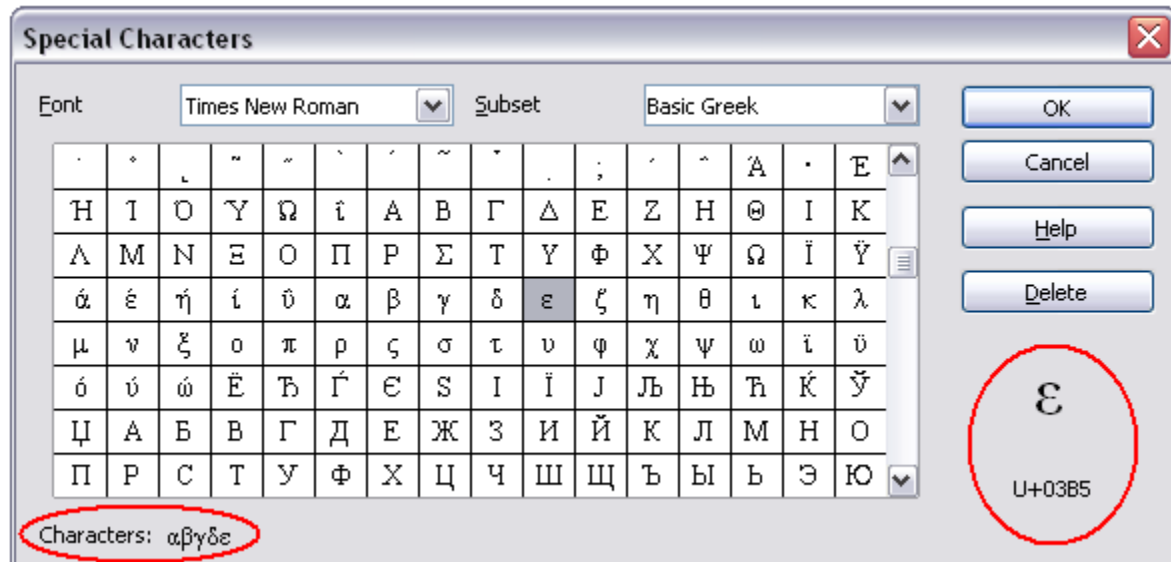 Special Characters
Font Times New Roman Subset Basic Greek OK
Cancel
Help
Delete
˙ ˚ ˛ ˜ ˝ ̀ ́ ̃ ̉ ̣ ; ΄ ^ Ά · Έ
Ή Ί Ό Ύ Ώ ΐ Α Β Γ Δ Ε Ζ Η Θ Ι Κ
Λ Μ Ν Ξ Ο Π Ρ Σ Τ Υ Φ Χ Ψ Ω Ϊ Ϋ
ά έ ή ί ΰ α β γ δ ε ζ η θ ι κ λ
μ ν ξ ο π ρ ς σ τ υ φ χ ψ ω ϊ ϋ
ό ύ ώ Ё Ђ Ѓ Є Ѕ І Ї Ј Љ Њ Ћ Ќ Ў
Џ А Б В Г Д Е Ж З И Й К Л М Н О
П Р С Т У Ф Х Ц Ч Ш Щ Ъ Ы Ь Э Ю
ε
U+03B5
Characters: αβγδε